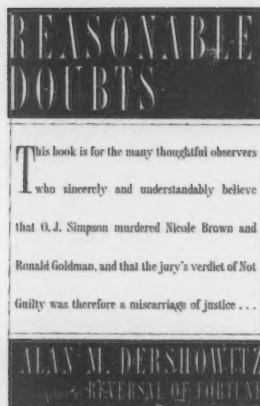 REASONABLE
DOUBTS
This book is for the many thoughtful observers
who sincerely and understandably believe
that O. J. Simpson murdered Nicole Brown and
Ronald Goldman, and that the jury's verdict of Not
Guilty was therefore a miscarriage of justice . . .
ALAN M. DERSHOWITZ
REVERSAL OF FORTUNE